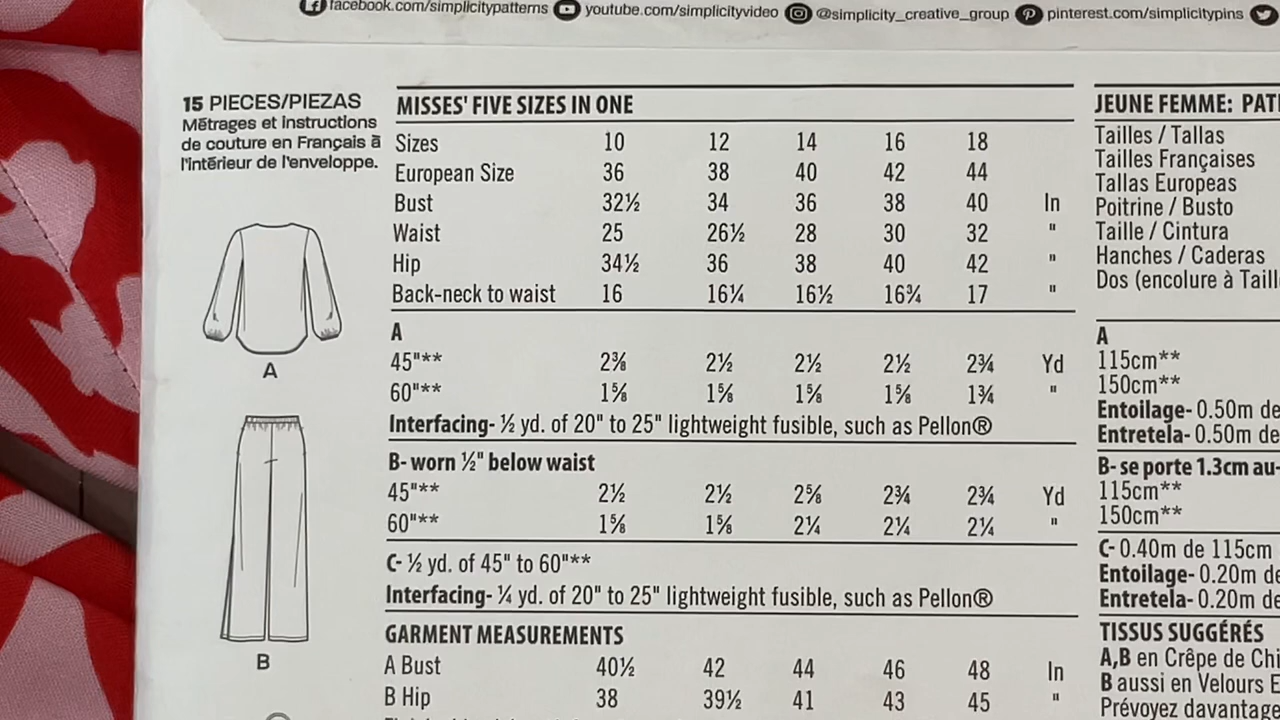 facebook.com/simplicitypatterns youtube.com/simplicityvideo @simplicity_creative_group pinterest.com/simplicitypins
15 PIECES/PIEZAS
Métrages et instructions
de couture en Français à
l'intérieur de l'enveloppe.
A
B
MISSES' FIVE SIZES IN ONE
Sizes 10 12 14 16 18
European Size 36 38 40 42 44
Bust 32½ 34 36 38 40 In
Waist 25 26½ 28 30 32 "
Hip 34½ 36 38 40 42 "
Back-neck to waist 16 16¼ 16½ 16¾ 17 "
A
45"** 2⅜ 2½ 2½ 2½ 2¾ Yd
60"** 1⅝ 1⅝ 1⅝ 1⅝ 1¾ "
Interfacing- ½ yd. of 20" to 25" lightweight fusible, such as Pellon®
B- worn ½" below waist
45"** 2½ 2½ 2⅝ 2¾ 2¾ Yd
60"** 1⅝ 1⅝ 2¼ 2¼ 2¼ "
C- ½ yd. of 45" to 60"**
Interfacing- ¼ yd. of 20" to 25" lightweight fusible, such as Pellon®
GARMENT MEASUREMENTS
A Bust 40½ 42 44 46 48 In
B Hip 38 39½ 41 43 45 "
JEUNE FEMME:
Tailles / Tallas
Tailles Françaises
Tallas Europeas
Poitrine / Busto
Taille / Cintura
Hanches / Caderas
Dos (encolure à
A
115cm**
150cm**
Entoilage- 0.50m de
Entretela- 0.50m de
B- se porte 1.3cm au-
115cm**
150cm**
C- 0.40m de 115cm
Entoilage- 0.20m de
Entretela- 0.20m de
TISSUS SUGGÉRÉS
A,B en Crêpe de
B aussi en Velours
Prévoyez davantage